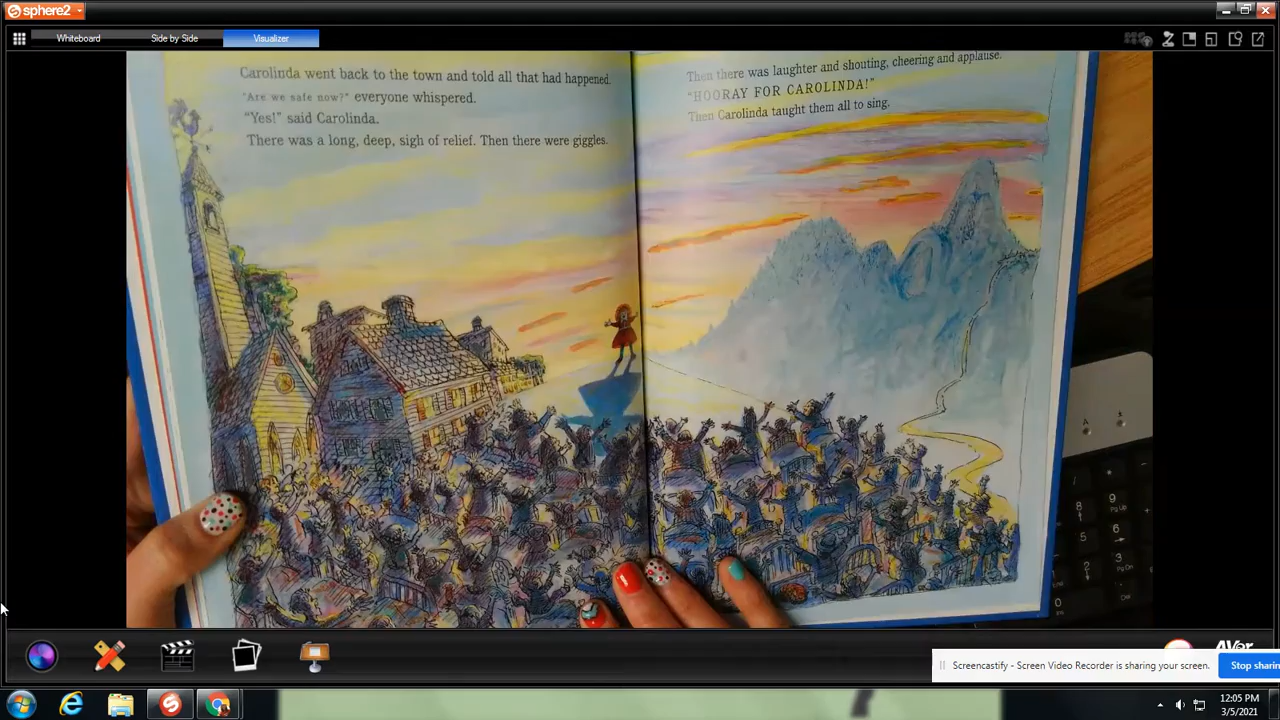 sphere2
Whiteboard
Side by Side
Visualizer
Carolinda went back to the town and told all that had happened.
"Are we safe now?" everyone whispered.
"Yes!" said Carolinda.
There was a long, deep, sigh of relief. Then there were giggles.
Then there was laughter and shouting, cheering and applause.
"HOORAY FOR CAROLINDA!"
Then Carolinda taught them all to sing.
AVer
Screencastify - Screen Video Recorder is sharing your screen.
Stop sharin
12:05 PM
3/5/2021